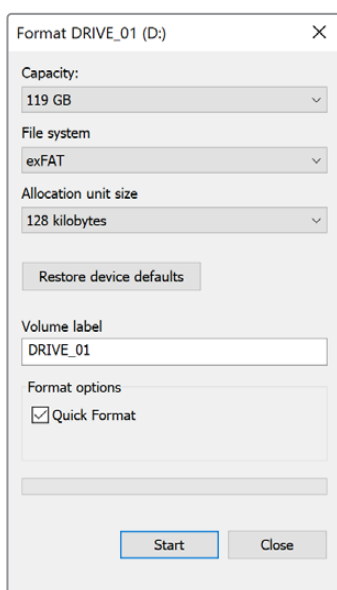 Format DRIVE_01 (D:)
Capacity:
119 GB
File system
exFAT
Allocation unit size
128 kilobytes
Restore device defaults
Volume label
DRIVE_01
Format options
Quick Format
Start Close